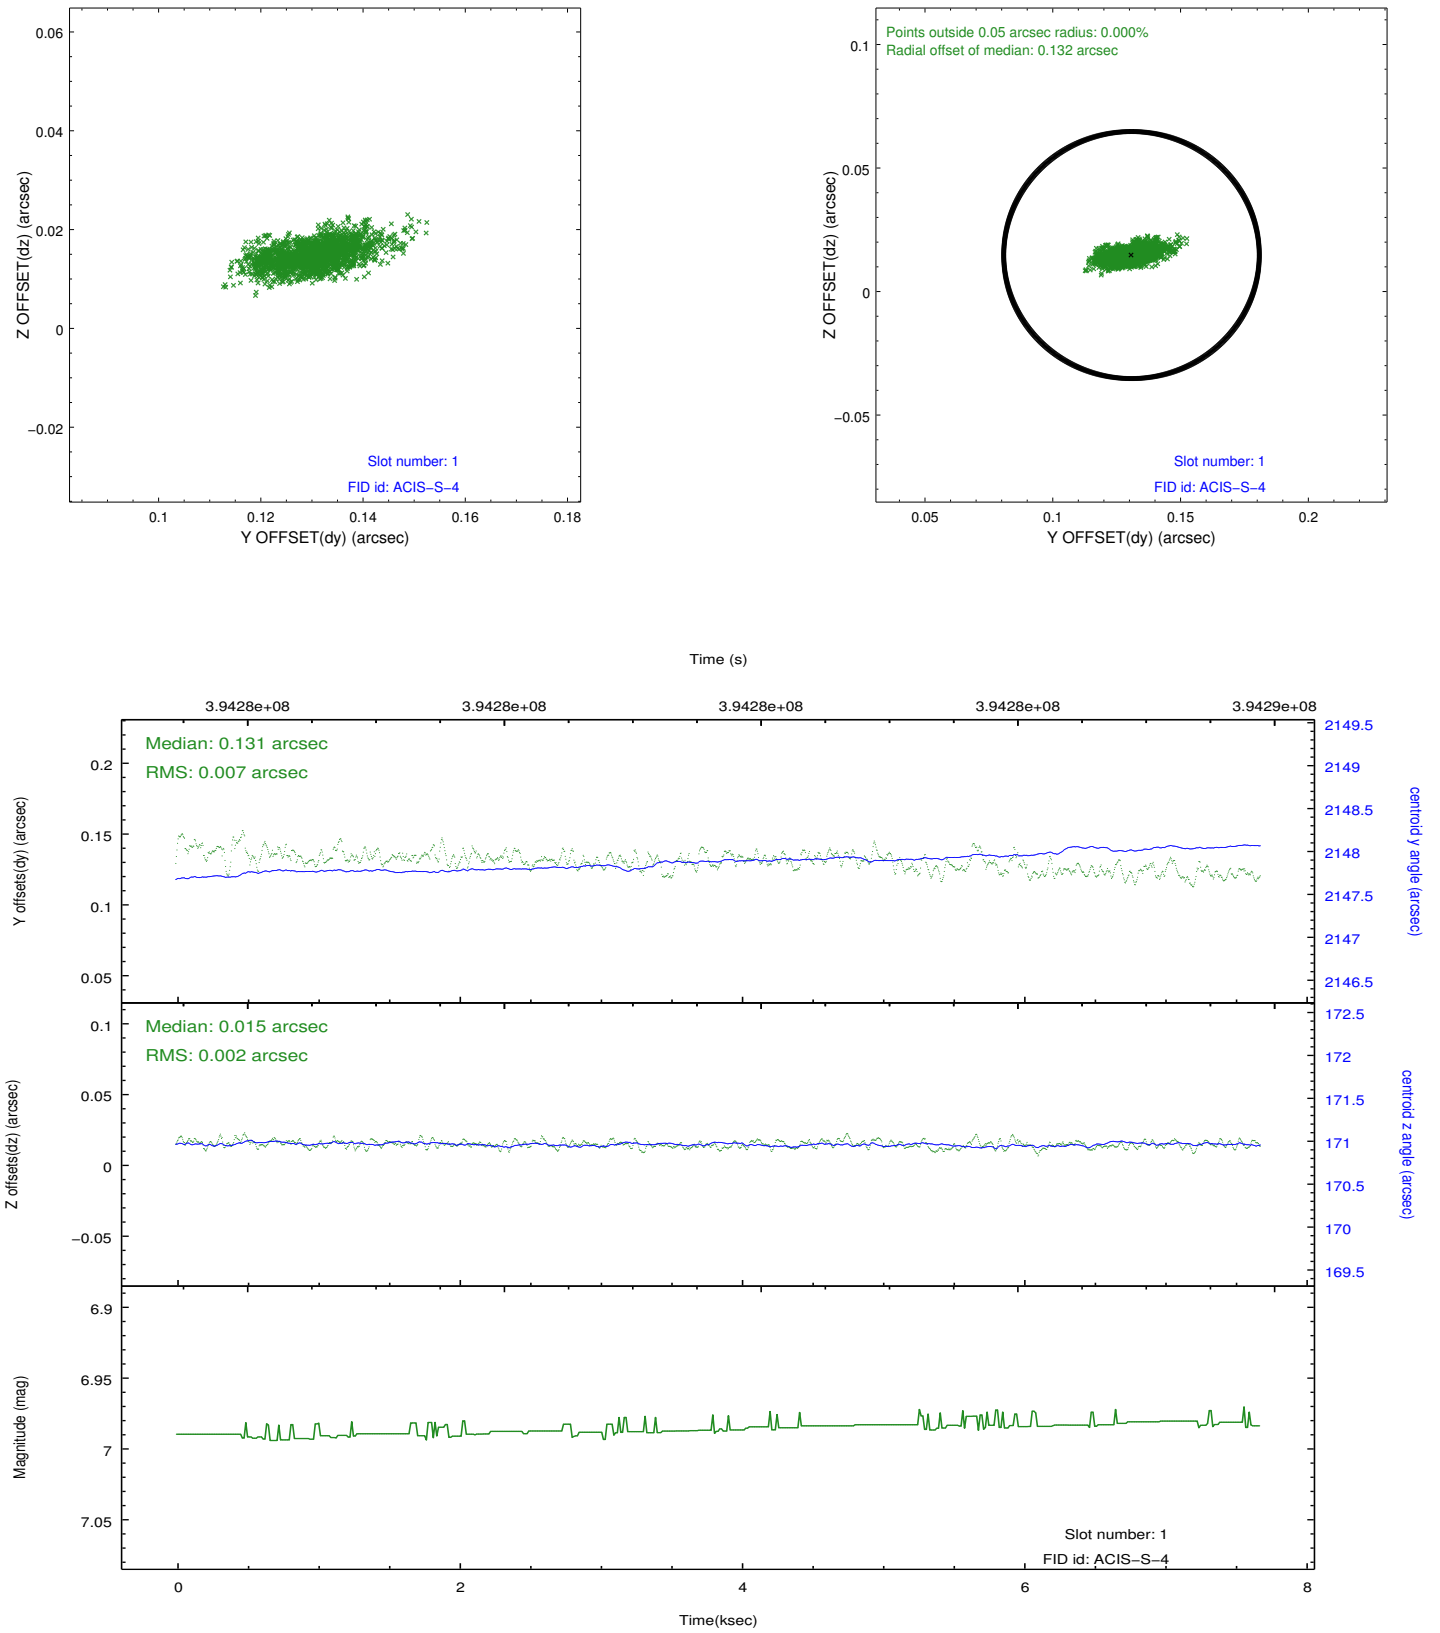 0.06
0.04
0.02
0
−0.02
Z OFFSET(dz) (arcsec)
Slot number: 1
FID id: ACIS−S−4
0.1
0.12
0.14
0.16
0.18
Y OFFSET(dy) (arcsec)
Points outside 0.05 arcsec radius: 0.000%
Radial offset of median: 0.132 arcsec
0.1
0.05
0
−0.05
Z OFFSET(dz) (arcsec)
Slot number: 1
FID id: ACIS−S−4
0.05
0.1
0.15
0.2
Y OFFSET(dy) (arcsec)
Time (s)
3.9428e+08
3.9428e+08
3.9428e+08
3.9428e+08
3.9429e+08
Median: 0.131 arcsec
RMS: 0.007 arcsec
0.2
0.15
0.1
0.05
Y offsets(dy) (arcsec)
2149.5
2149
2148.5
2148
2147.5
2147
2146.5
centroid y angle (arcsec)
Median: 0.015 arcsec
RMS: 0.002 arcsec
0.1
0.05
0
−0.05
Z offsets(dz) (arcsec)
172.5
172
171.5
171
170.5
170
169.5
centroid z angle (arcsec)
6.9
6.95
7
7.05
Magnitude (mag)
Slot number: 1
FID id: ACIS−S−4
0
2
4
6
8
Time(ksec)